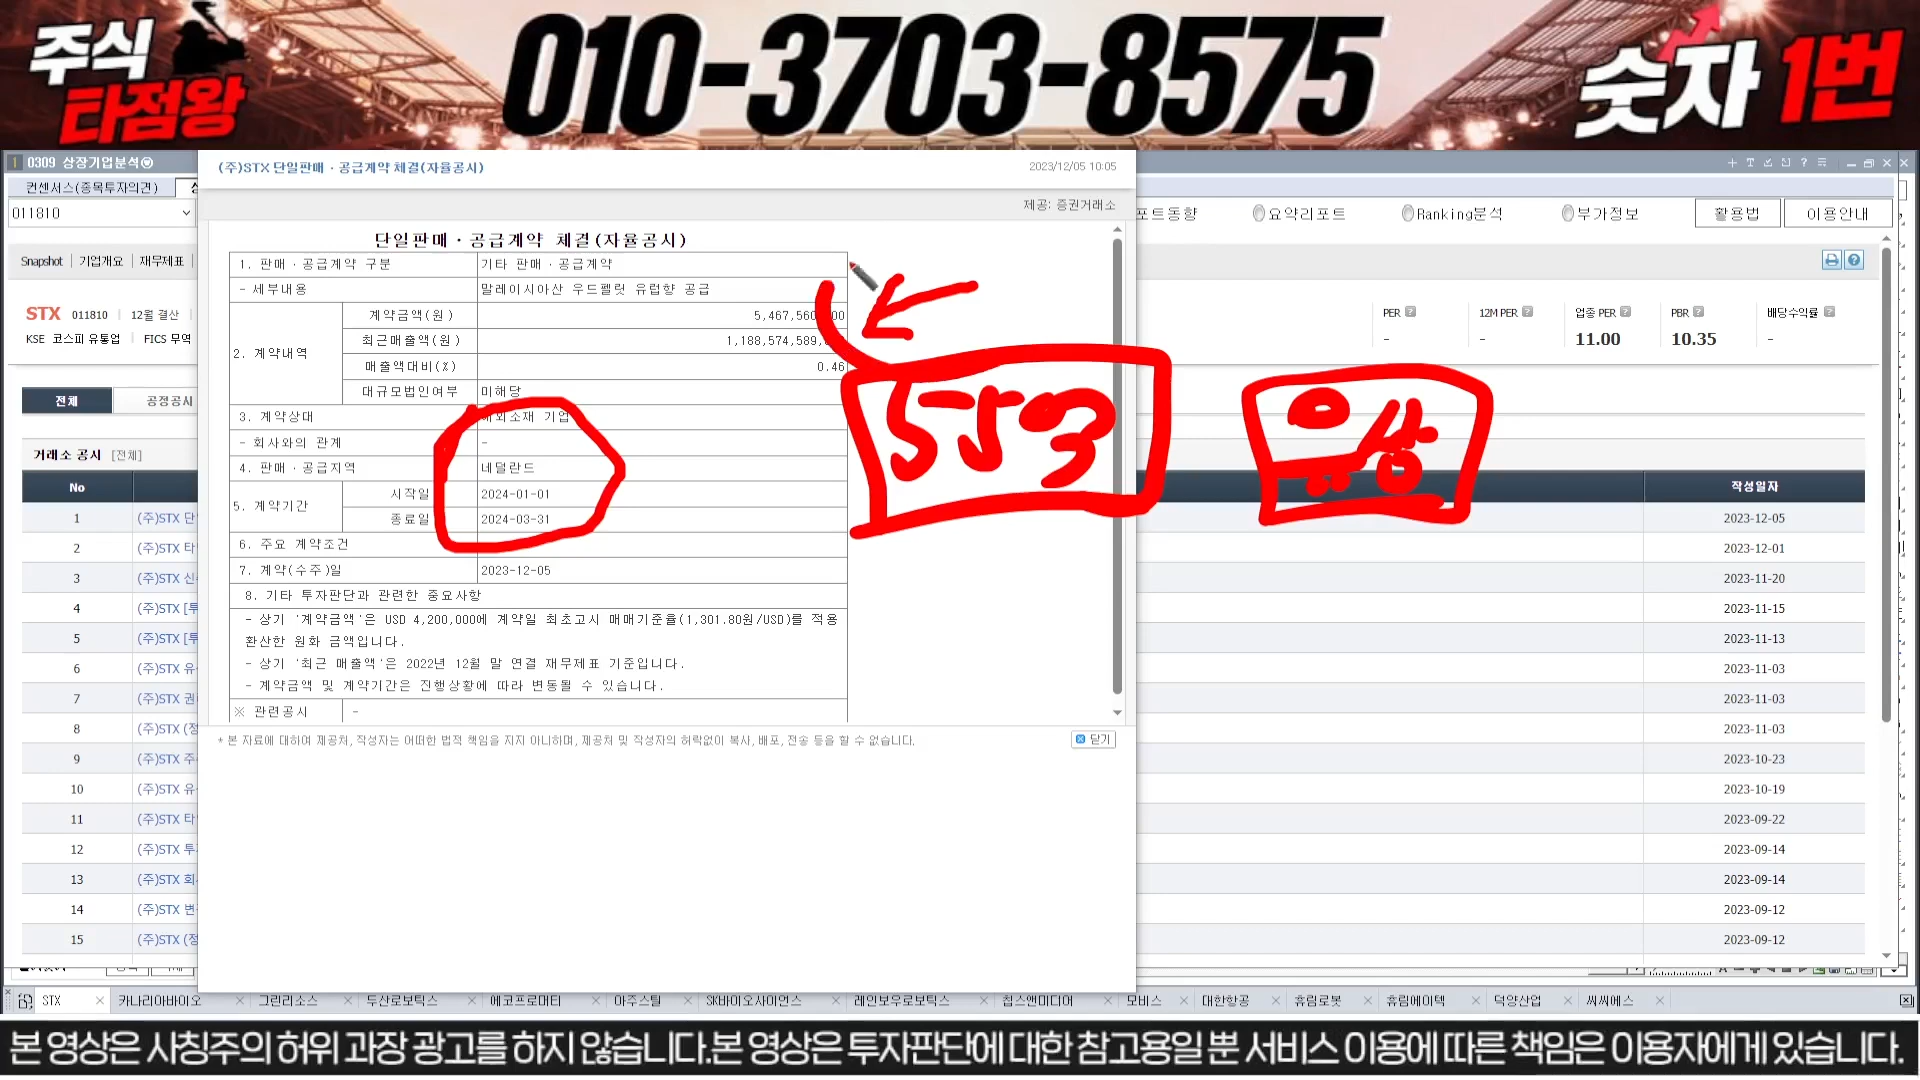 주식
타점왕
010-3703-8575
숫자 1번
1 0309 상장기업분석
컨센서스(종목투자의견)
011810
Snapshot 기업개요 재무제표
STX 011810 12월 결산
KSE 코스피 유통업 FICS 무역
전체 공정공시
거래소 공시 [전체]
(주)STX 단일판매ㆍ공급계약 체결(자율공시) 2023/12/05 10:05
제공: 증권거래소
단일판매ㆍ공급계약 체결(자율공시)
1. 판매ㆍ공급계약 구분 기타 판매ㆍ공급계약
- 세부내용 말레이시아산 우드펠릿 유럽향 공급
2. 계약내역
계약금액(원) 5,467,560
최근매출액(원) 1,188,574,589,
매출액대비(%) 0.46
대규모법인여부 미해당
3. 계약상대 해외소재 기업
- 회사와의 관계 -
4. 판매ㆍ공급지역 네덜란드
5. 계약기간
시작일 2024-01-01
종료일 2024-03-31
6. 주요 계약조건
7. 계약(수주)일 2023-12-05
8. 기타 투자판단과 관련한 중요사항
- 상기 '계약금액'은 USD 4,200,000에 계약일 최초고시 매매기준율(1,301.80원/USD)를 적용
환산한 원화 금액입니다.
- 상기 '최근 매출액'은 2022년 12월 말 연결 재무제표 기준입니다.
- 계약금액 및 계약기간은 진행상황에 따라 변동될 수 있습니다.
※ 관련공시 -
* 본 자료에 대하여 제공처, 작성자는 어떠한 법적 책임을 지지 아니하며, 제공처 및 작성자의 허락없이 복사, 배포, 전송 등을 할 수 없습니다.
닫기
포트동향 요약리포트 Ranking분석 부가정보 활용법 이용안내
PER 12M PER 업종 PER PBR 배당수익률
- - 11.00 10.35 -
유상
No 작성일자
1 (주)STX 단 2023-12-05
2 (주)STX 타 2023-12-01
3 (주)STX 신 2023-11-20
4 (주)STX [투 2023-11-15
5 (주)STX [투 2023-11-13
6 (주)STX 유 2023-11-03
7 (주)STX 권 2023-11-03
8 (주)STX (정 2023-11-03
9 (주)STX 주 2023-10-23
10 (주)STX 유 2023-10-19
11 (주)STX 타 2023-09-22
12 (주)STX 투 2023-09-14
13 (주)STX 회 2023-09-14
14 (주)STX 변 2023-09-12
15 (주)STX (정 2023-09-12
STX 카나리아바이오 그린리소스 두산로보틱스 에코프로머티 아주스틸 SK바이오사이언스 레인보우로보틱스 칩스앤미디어 모비스 대한항공 휴림로봇 휴림에이텍 덕양산업 씨씨에스
본 영상은 사칭주의 허위 과장 광고를 하지 않습니다.본 영상은 투자판단에 대한 참고용일 뿐 서비스 이용에 따른 책임은 이용자에게 있습니다.